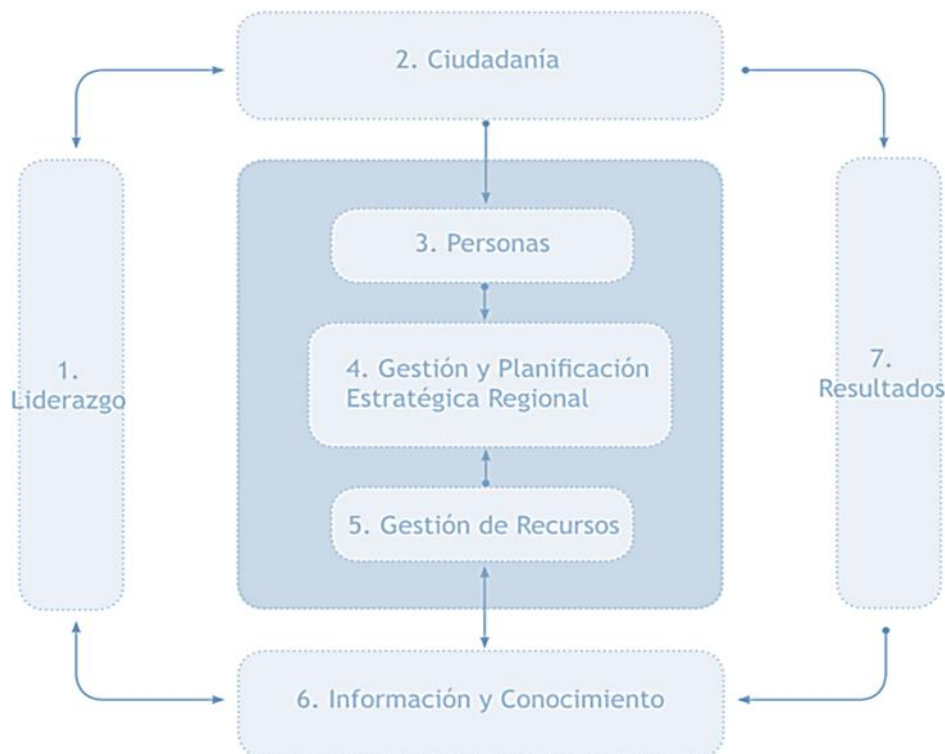 2. Ciudadanía
3. Personas
4. Gestión y Planificación
Estratégica Regional
5. Gestión de Recursos
1.
Liderazgo
7.
Resultados
6. Información y Conocimiento